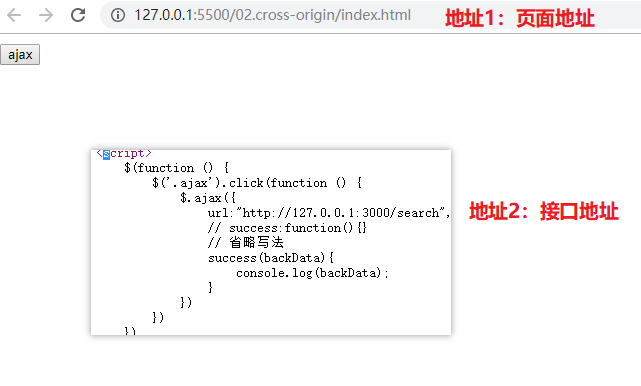 127.0.0.1:5500/02.cross-origin/index.html
地址1：页面地址
ajax
<script>
$(function () {
$('.ajax').click(function () {
$.ajax({
url:"http://127.0.0.1:3000/search",
// success:function(){}
// 省略写法
success(backData){
console.log(backData);
}
})
})
})
地址2：接口地址